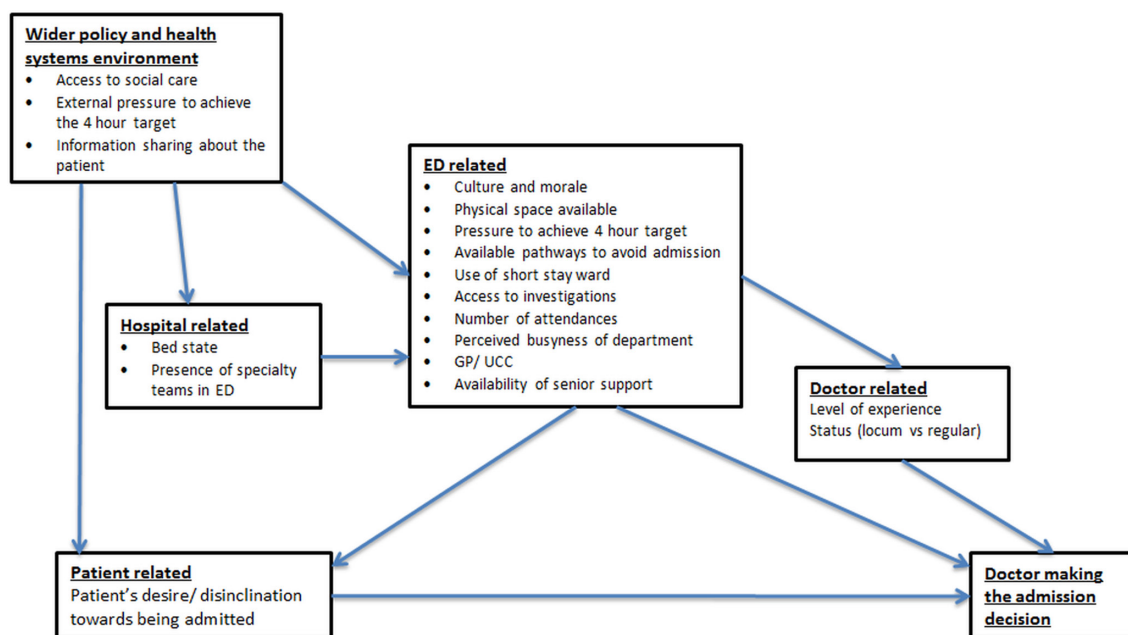 Wider policy and health
systems environment
• Access to social care
• External pressure to achieve
the 4 hour target
• Information sharing about the
patient
ED related
• Culture and morale
• Physical space available
• Pressure to achieve 4 hour target
• Available pathways to avoid admission
• Use of short stay ward
• Access to investigations
• Number of attendances
• Perceived busyness of department
• GP/ UCC
• Availability of senior support
Hospital related
• Bed state
• Presence of specialty
teams in ED
Doctor related
Level of experience
Status (locum vs regular)
Patient related
Patient's desire/ disinclination
towards being admitted
Doctor making
the admission
decision